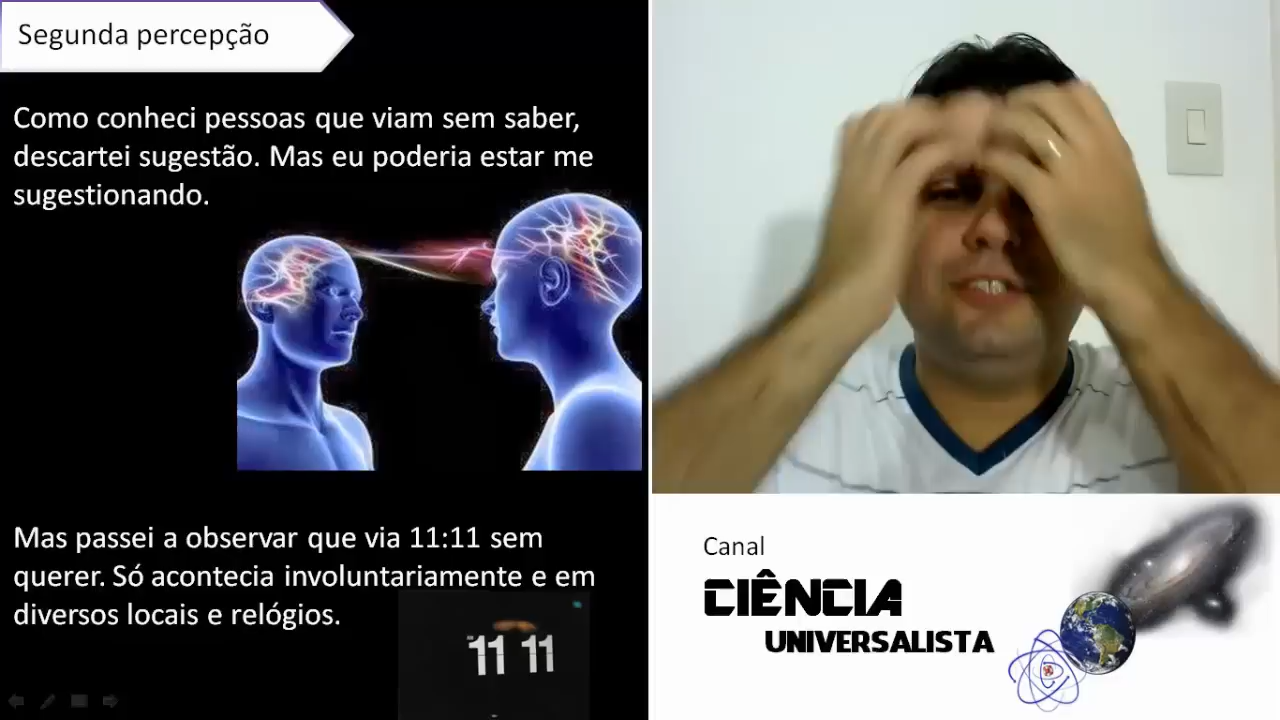 Segunda percepção
Como conheci pessoas que viam sem saber,
descartei sugestão. Mas eu poderia estar me
sugestionando.
Mas passei a observar que via 11:11 sem
querer. Só acontecia involuntariamente e em
diversos locais e relógios.
11 11
Canal
CIÊNCIA
UNIVERSALISTA